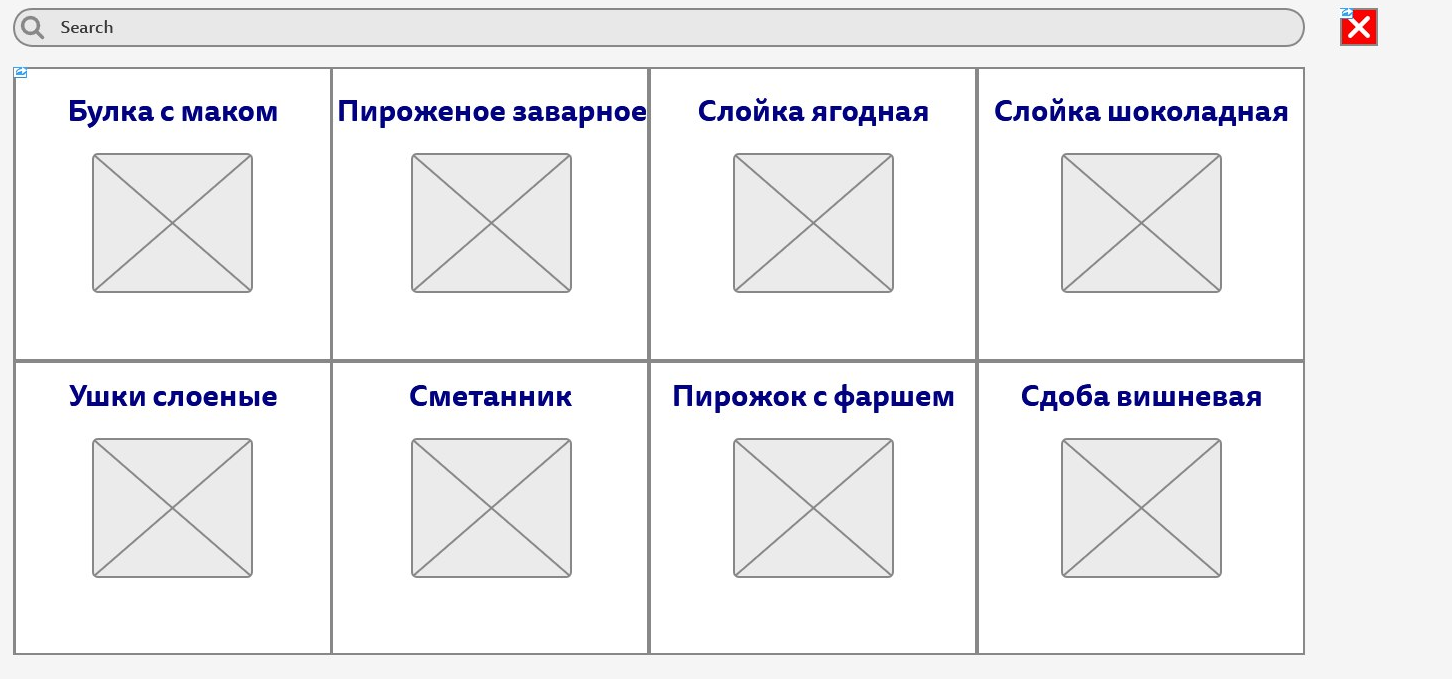 Search
Булка с маком
Пироженое заварное
Слойка ягодная
Слойка шоколадная
Ушки слоеные
Сметанник
Пирожок с фаршем
Сдоба вишневая